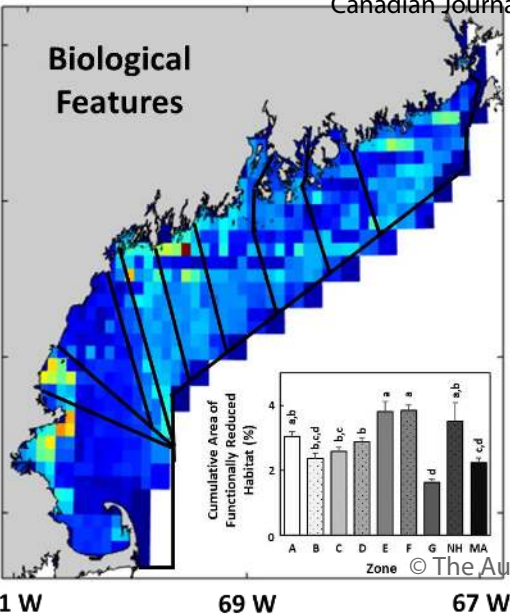 Canadian Journa
Biological
Features
Cumulative Area of
Functionally Reduced
Habitat (%)
4
2
0
a,b
b,c,d
b,c
b
a
a
d
a,b
c,d
A B C D E F G NH MA
Zone
© The Au
1 W 69 W 67 W